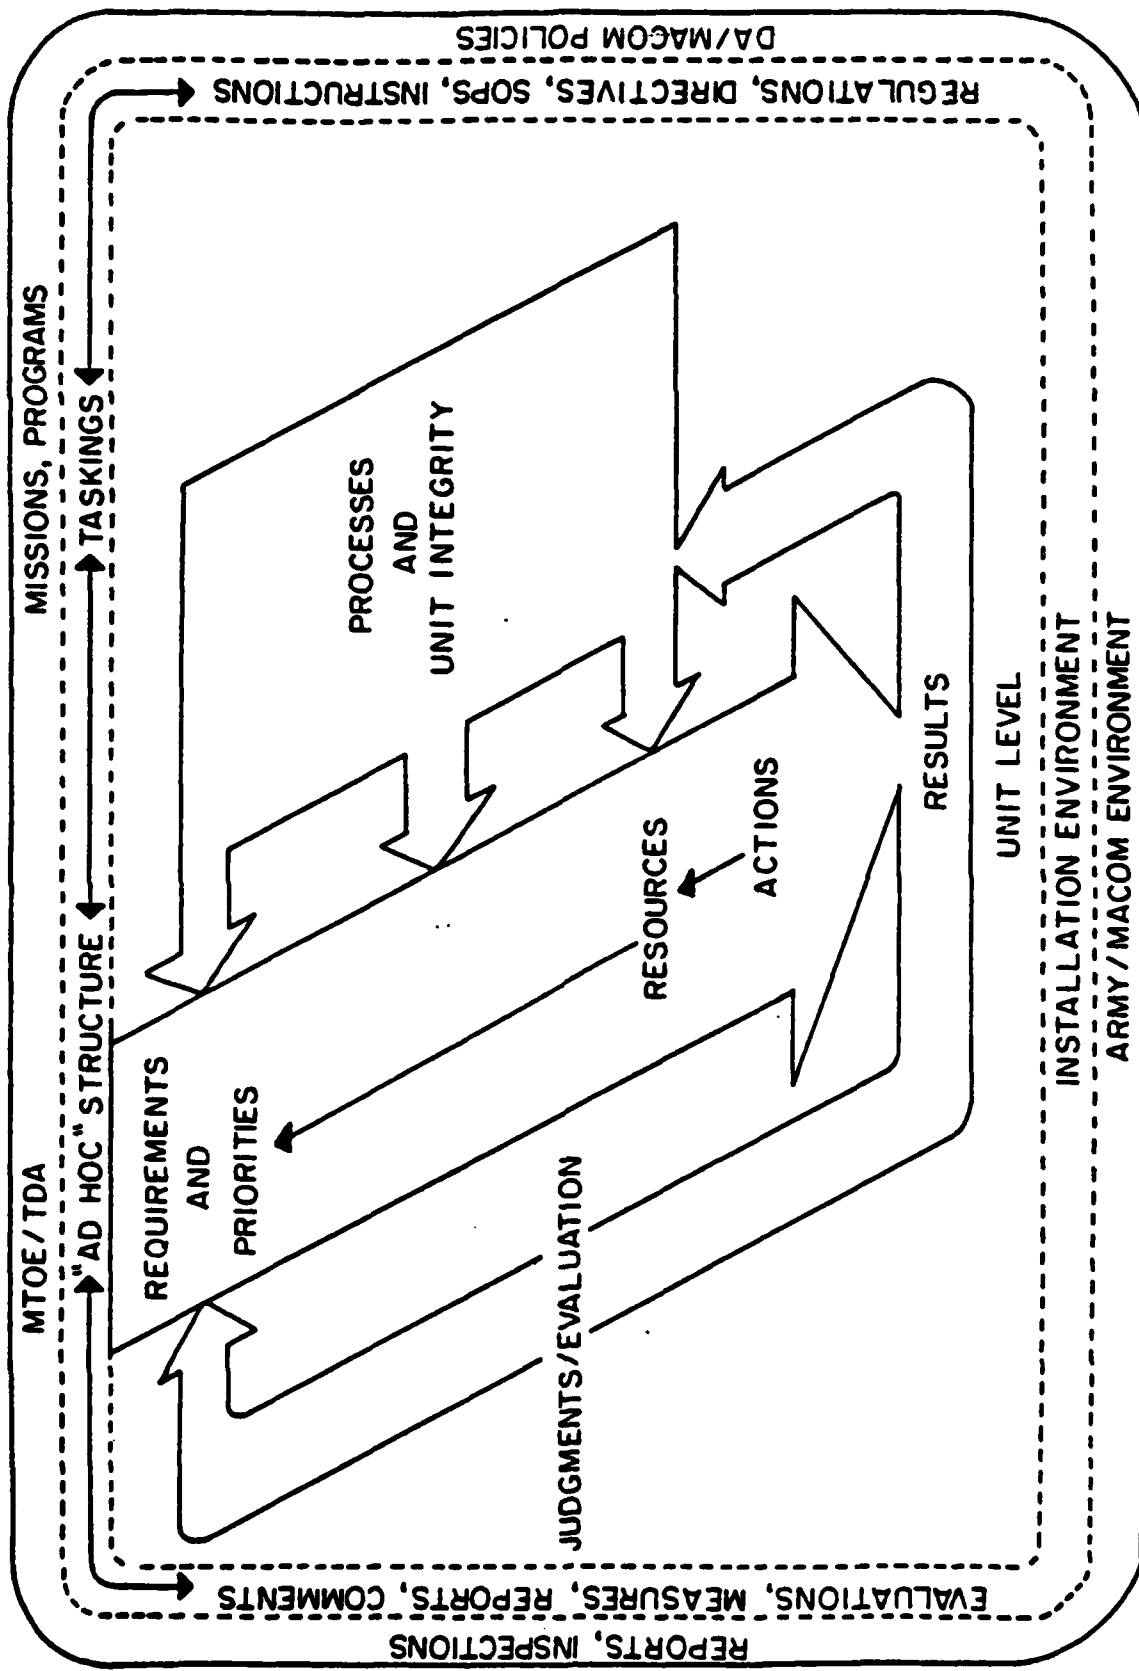 MTOE/TDA
MISSIONS, PROGRAMS
"AD HOC" STRUCTURE
TASKINGS
REPORTS, INSPECTIONS
EVALUATIONS, MEASURES, REPORTS, COMMENTS
REGULATIONS, DIRECTIVES, SOPS, INSTRUCTIONS
DA/MACOM POLICIES
REQUIREMENTS
AND
PRIORITIES
PROCESSES
AND
UNIT INTEGRITY
JUDGMENTS/EVALUATION
RESOURCES
ACTIONS
RESULTS
UNIT LEVEL
INSTALLATION ENVIRONMENT
ARMY/MACOM ENVIRONMENT